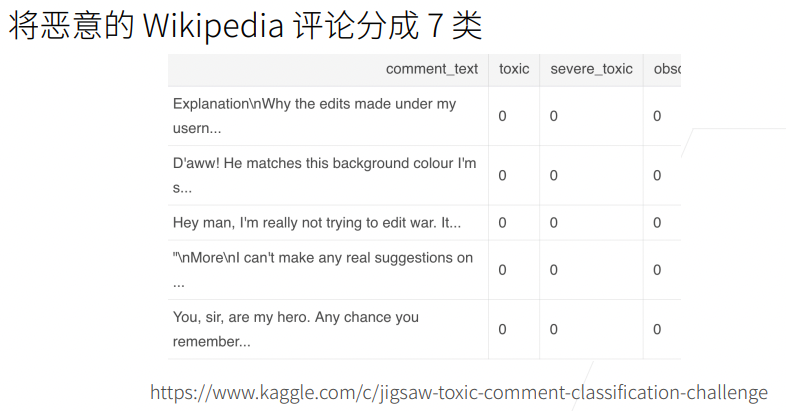 将恶意的 Wikipedia 评论分成 7 类
comment_text toxic severe_toxic obsc
Explanation\nWhy the edits made under my
usern... 0 0 0
D'aww! He matches this background colour I'm
s... 0 0 0
Hey man, I'm really not trying to edit war. It... 0 0 0
"\nMore\nI can't make any real suggestions on
... 0 0 0
You, sir, are my hero. Any chance you
remember... 0 0 0
https://www.kaggle.com/c/jigsaw-toxic-comment-classification-challenge